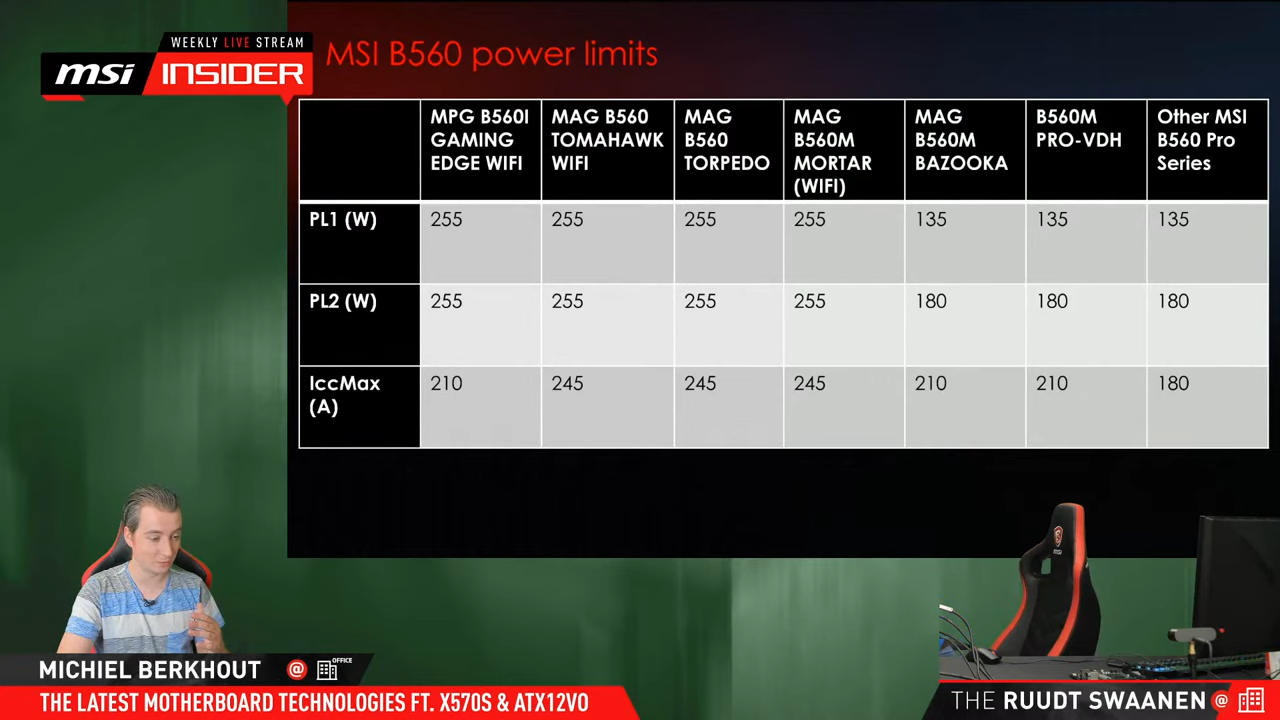 WEEKLY LIVE STREAM
msi INSIDER
MSI B560 power limits
MPG B560I
GAMING
EDGE WIFI
MAG B560
TOMAHAWK
WIFI
MAG
B560
TORPEDO
MAG
B560M
MORTAR
(WIFI)
MAG
B560M
BAZOOKA
B560M
PRO-VDH
Other MSI
B560 Pro
Series
PL1 (W) 255 255 255 255 135 135 135
PL2 (W) 255 255 255 255 180 180 180
IccMax
(A)
210 245 245 245 210 210 180
MICHIEL BERKHOUT @ OFFICE
THE LATEST MOTHERBOARD TECHNOLOGIES FT. X570S & ATX12VO
THE RUUDT SWAANEN @